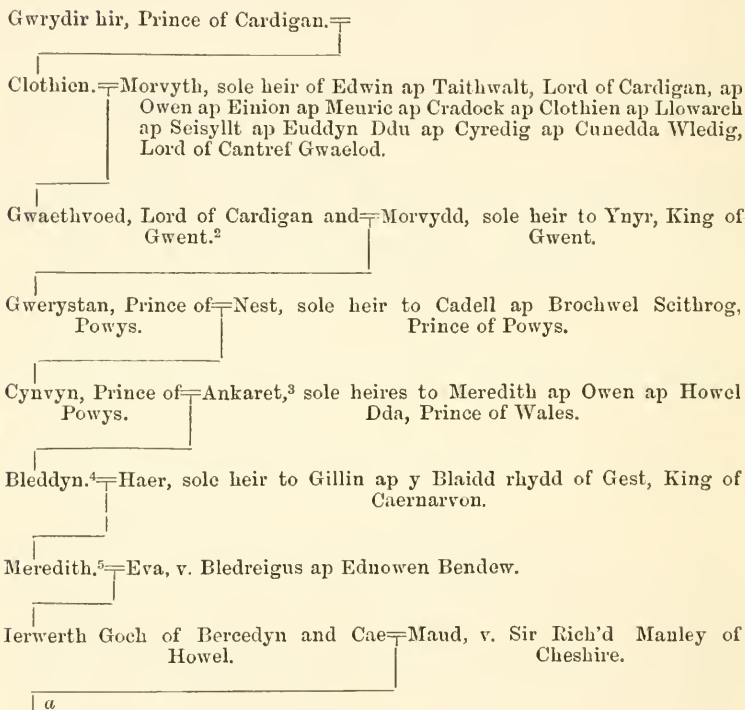 Gwrydir hir, Prince of Cardigan.
Clothien. Morvyth, sole heir of Edwin ap Taithwalt, Lord of Cardigan, ap
Owen ap Einion ap Meuric ap Cradock ap Clothien ap Llowarch
ap Seisyllt ap Euddyn Ddu ap Cyredig ap Cunedda Wledig,
Lord of Cantref Gwaelod.
Gwaethvoed, Lord of Cardigan and Morvydd, sole heir to Ynyr, King of
Gwent.² Gwent.
Gwerystan, Prince of Nest, sole heir to Cadell ap Brochwel Scithrog,
Powys. Prince of Powys.
Cynvyn, Prince of Ankaret,³ sole heires to Meredith ap Owen ap Howel
Powys. Dda, Prince of Wales.
Bleddyn.⁴ Haer, sole heir to Gillin ap y Blaidd rhydd of Gest, King of
Caernarvon.
Meredith.⁵ Eva, v. Bledreigus ap Ednowen Bendew.
Ierwerth Goch of Bercedyn and Cae Maud, v. Sir Rich'd Manley of
Howel. Cheshire.
a